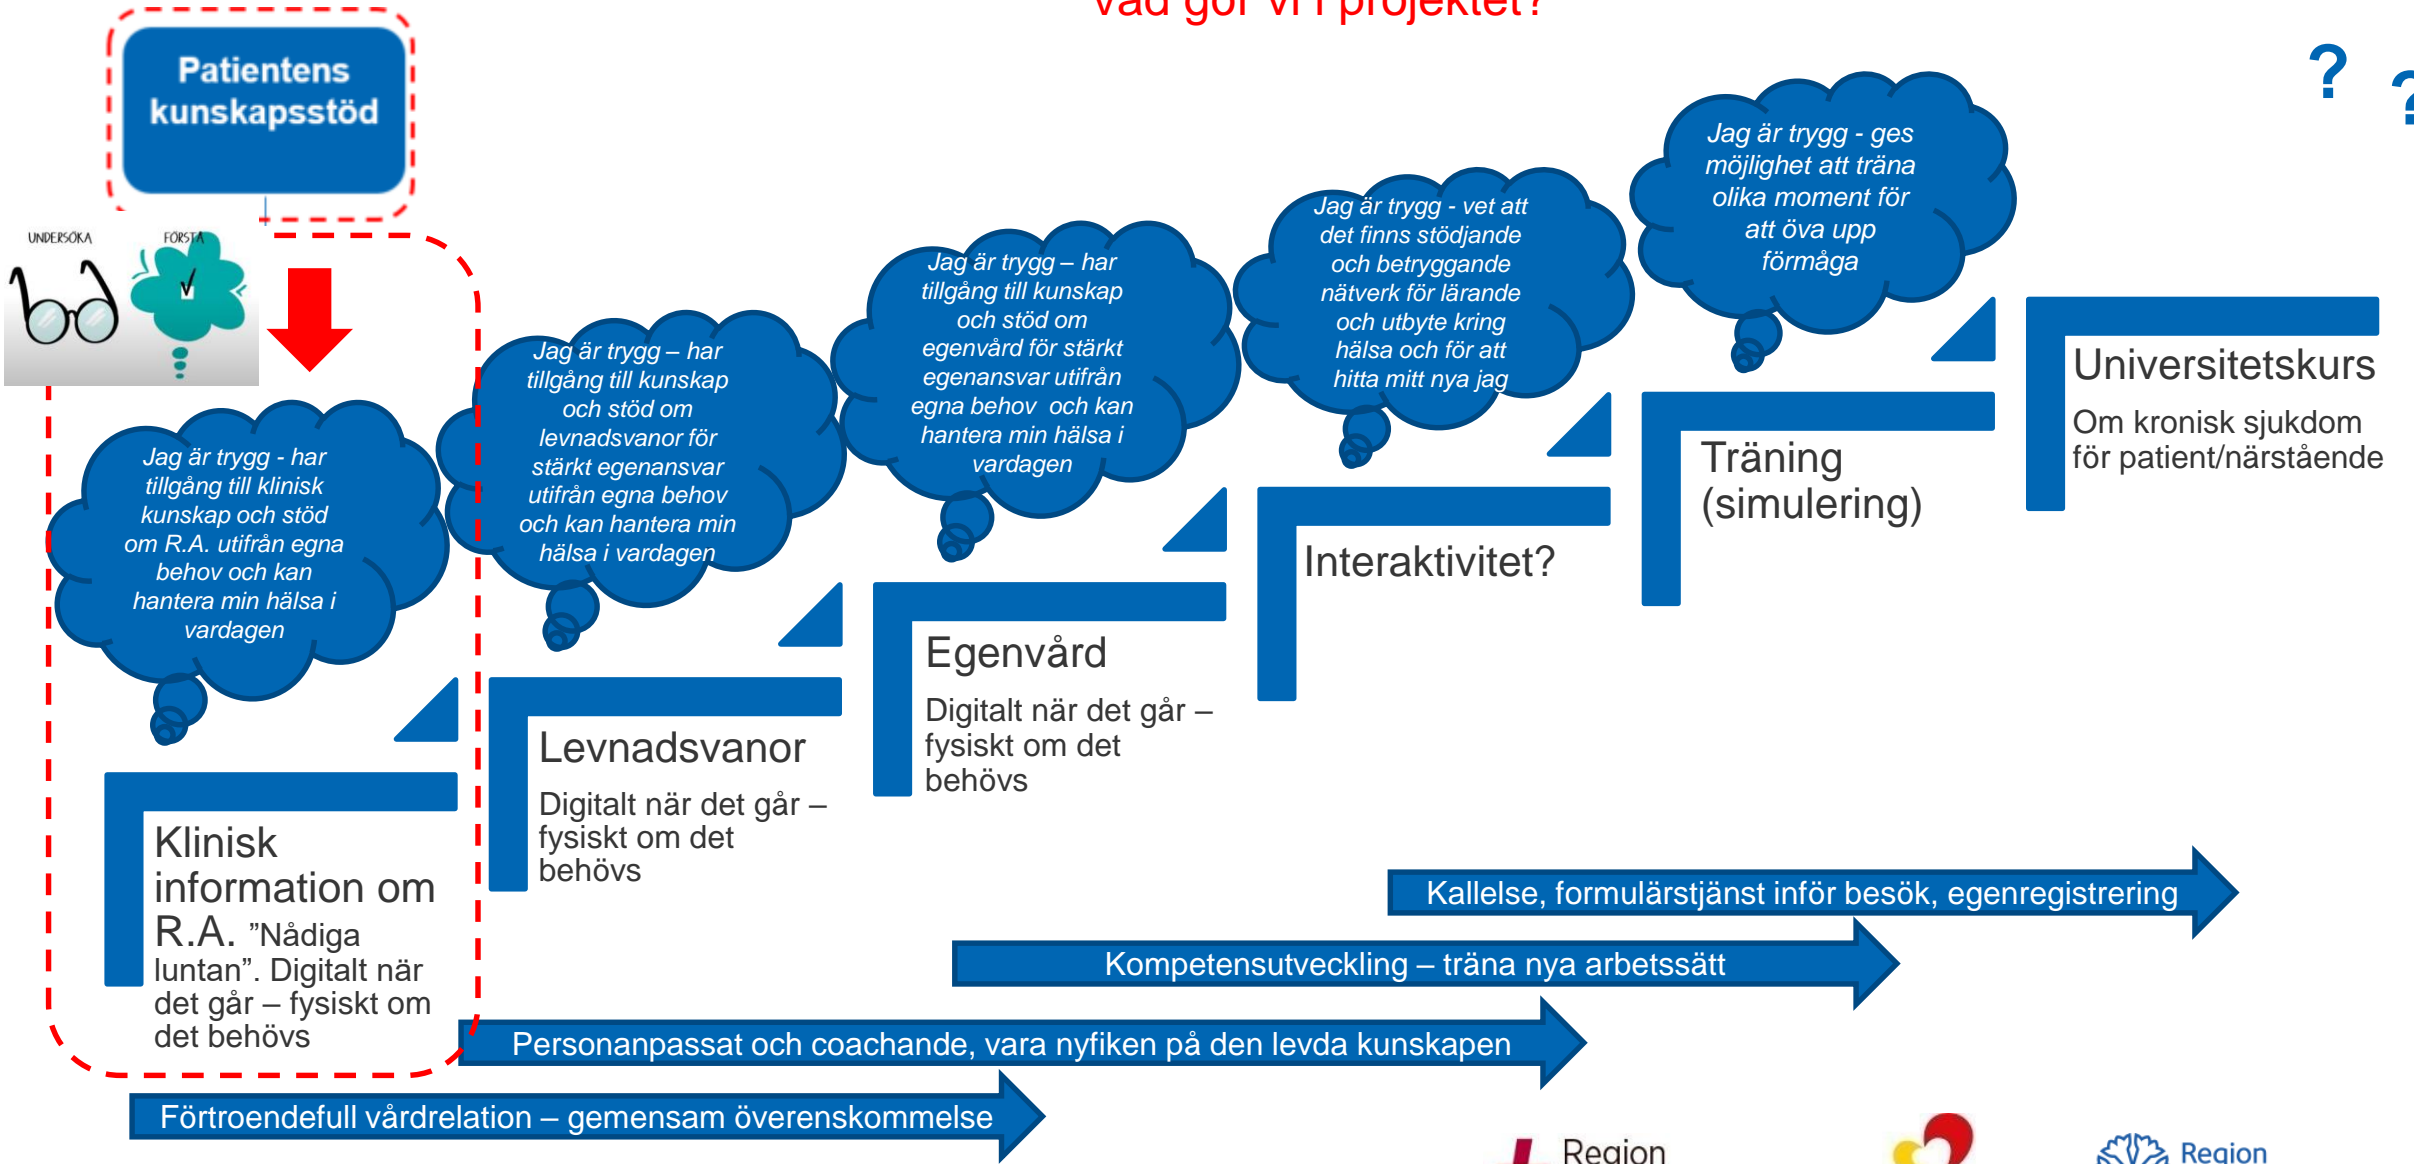 vad gör vi i projektet?
Patientens
kunskapsstöd
?
?
UNDERSÖKA
FÖRSTÅ
Jag är trygg - har
tillgång till klinisk
kunskap och stöd
om R.A. utifrån egna
behov och kan
hantera min hälsa i
vardagen
Jag är trygg – har
tillgång till kunskap
och stöd om
levnadsvanor för
stärkt egenansvar
utifrån egna behov
och kan hantera min
hälsa i vardagen
Jag är trygg – har
tillgång till kunskap
och stöd om
egenvård för stärkt
egenansvar utifrån
egna behov och kan
hantera min hälsa i
vardagen
Jag är trygg - vet att
det finns stödjande
och betryggande
nätverk för lärande
och utbyte kring
hälsa och för att
hitta mitt nya jag
Jag är trygg - ges
möjlighet att träna
olika moment för
att öva upp
förmåga
Klinisk
information om
R.A. ”Nådiga
luntan”. Digitalt när
det går – fysiskt om
det behövs
Levnadsvanor
Digitalt när det går –
fysiskt om det
behövs
Egenvård
Digitalt när det går –
fysiskt om det
behövs
Interaktivitet?
Träning
(simulering)
Universitetskurs
Om kronisk sjukdom
för patient/närstående
Kallelse, formulärstjänst inför besök, egenregistrering
Kompetensutveckling – träna nya arbetssätt
Personanpassat och coachande, vara nyfiken på den levda kunskapen
Förtroendefull vårdrelation – gemensam överenskommelse
Region
Region